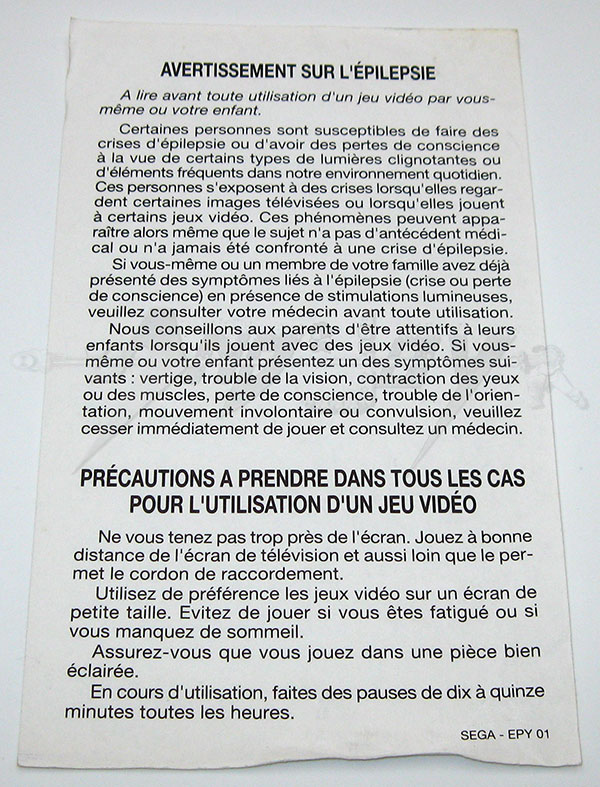 AVERTISSEMENT SUR L'ÉPILEPSIE
A lire avant toute utilisation d'un jeu vidéo par vous-
même ou votre enfant.
Certaines personnes sont susceptibles de faire des
crises d'épilepsie ou d'avoir des pertes de conscience
à la vue de certains types de lumières clignotantes ou
d'éléments fréquents dans notre environnement quotidien.
Ces personnes s'exposent à des crises lorsqu'elles regar-
dent certaines images télévisées ou lorsqu'elles jouent
à certains jeux vidéo. Ces phénomènes peuvent appa-
raître alors même que le sujet n'a pas d'antécédent médi-
cal ou n'a jamais été confronté à une crise d'épilepsie.
Si vous-même ou un membre de votre famille avez déjà
présenté des symptômes liés à l'épilepsie (crise ou perte
de conscience) en présence de stimulations lumineuses,
veuillez consulter votre médecin avant toute utilisation.
Nous conseillons aux parents d'être attentifs à leurs
enfants lorsqu'ils jouent avec des jeux vidéo. Si vous-
même ou votre enfant présentez un des symptômes sui-
vants : vertige, trouble de la vision, contraction des yeux
ou des muscles, perte de conscience, trouble de l'orien-
tation, mouvement involontaire ou convulsion, veuillez
cesser immédiatement de jouer et consultez un médecin.
PRÉCAUTIONS A PRENDRE DANS TOUS LES CAS
POUR L'UTILISATION D'UN JEU VIDÉO
Ne vous tenez pas trop près de l'écran. Jouez à bonne
distance de l'écran de télévision et aussi loin que le per-
met le cordon de raccordement.
Utilisez de préférence les jeux vidéo sur un écran de
petite taille. Evitez de jouer si vous êtes fatigué ou si
vous manquez de sommeil.
Assurez-vous que vous jouez dans une pièce bien
éclairée.
En cours d'utilisation, faites des pauses de dix à quinze
minutes toutes les heures.
SEGA - EPY 01